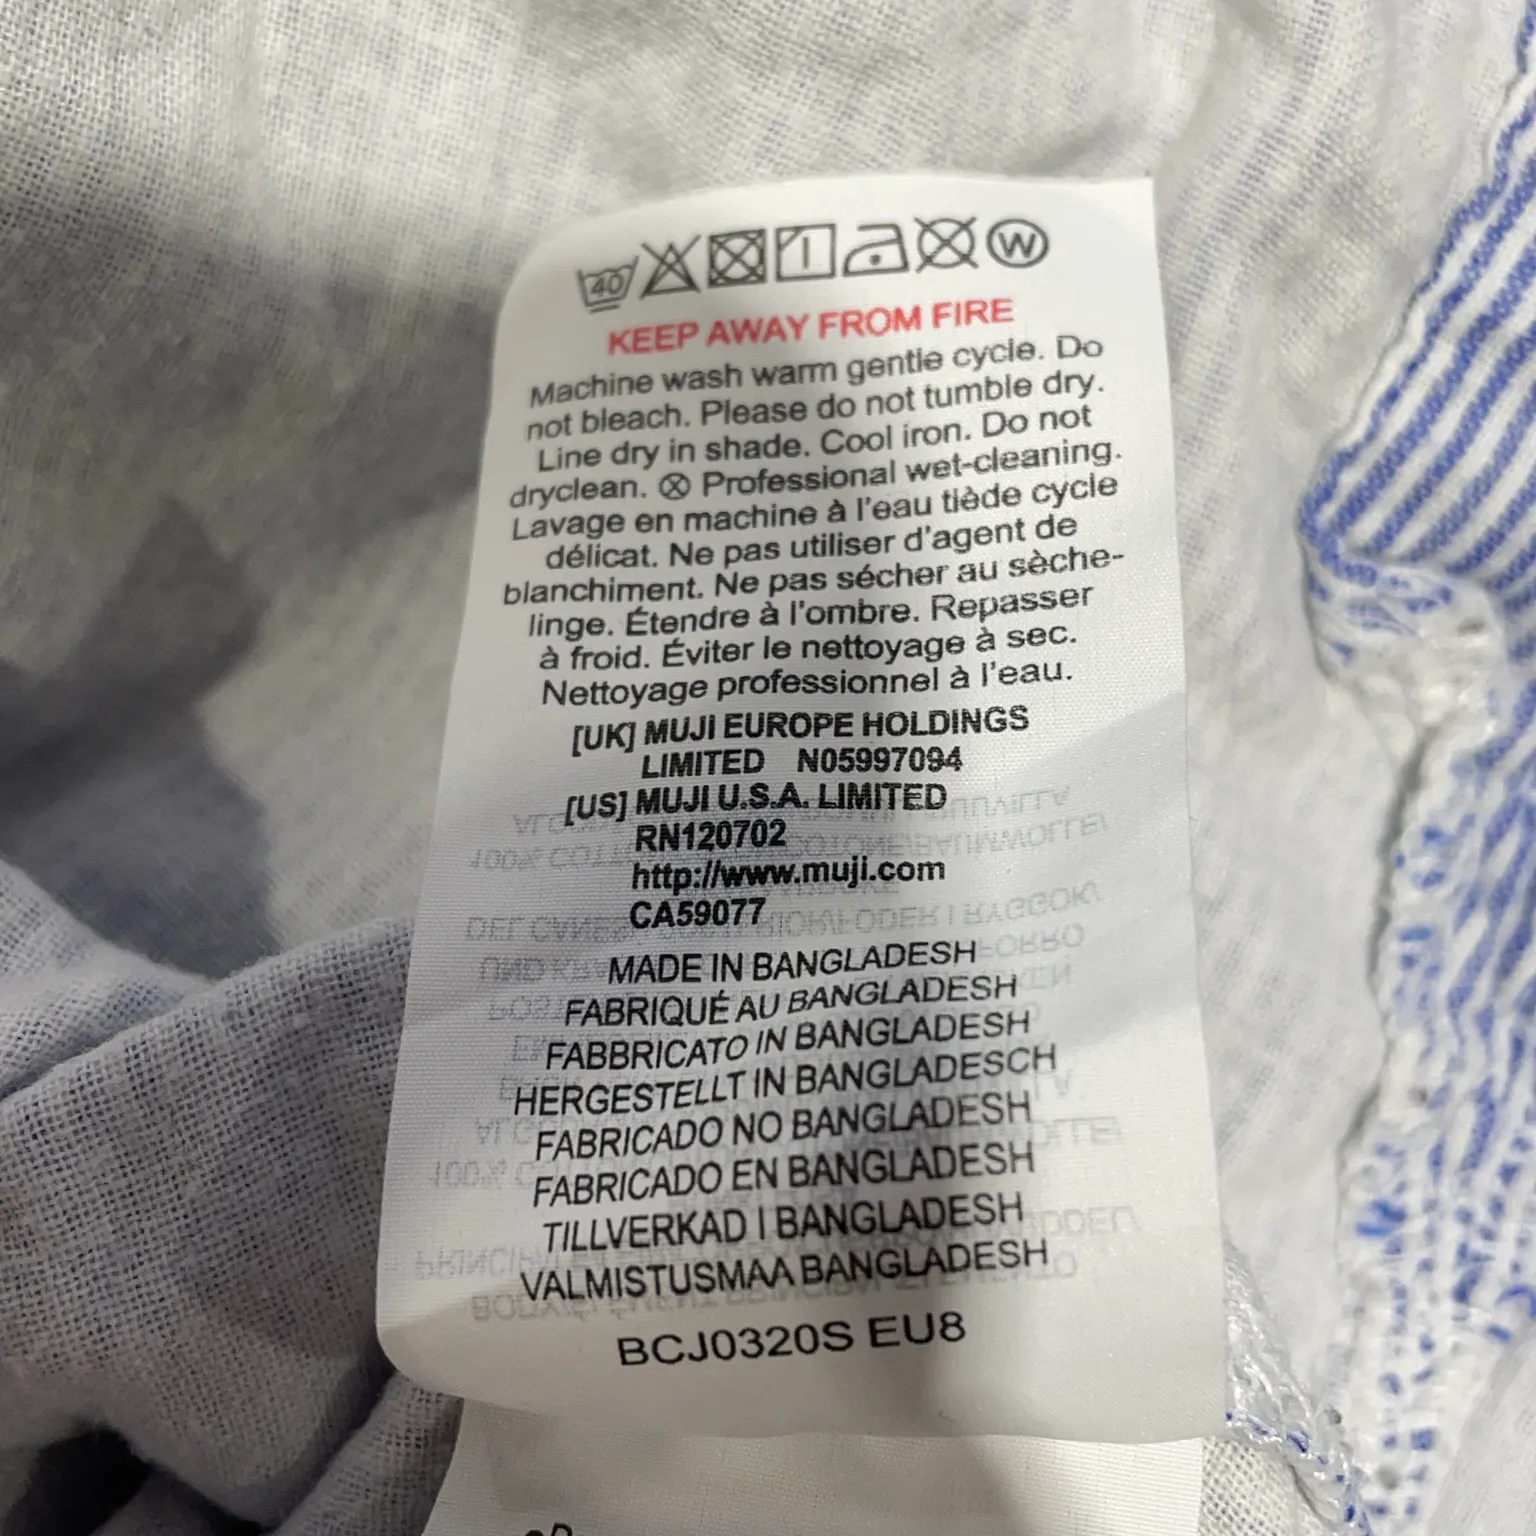 40 W
KEEP AWAY FROM FIRE
Machine wash warm gentle cycle. Do
not bleach. Please do not tumble dry.
Line dry in shade. Cool iron. Do not
dryclean. ⓧ Professional wet-cleaning.
Lavage en machine à l'eau tiède cycle
délicat. Ne pas utiliser d'agent de
blanchiment. Ne pas sécher au sèche-
linge. Étendre à l'ombre. Repasser
à froid. Éviter le nettoyage à sec.
Nettoyage professionnel à l'eau.
[UK] MUJI EUROPE HOLDINGS
LIMITED N05997094
[US] MUJI U.S.A. LIMITED
RN120702
http://www.muji.com
CA59077
MADE IN BANGLADESH
FABRIQUÉ AU BANGLADESH
FABBRICATO IN BANGLADESH
HERGESTELLT IN BANGLADESCH
FABRICADO NO BANGLADESH
FABRICADO EN BANGLADESH
TILLVERKAD I BANGLADESH
VALMISTUSMAA BANGLADESH
BCJ0320S EU8